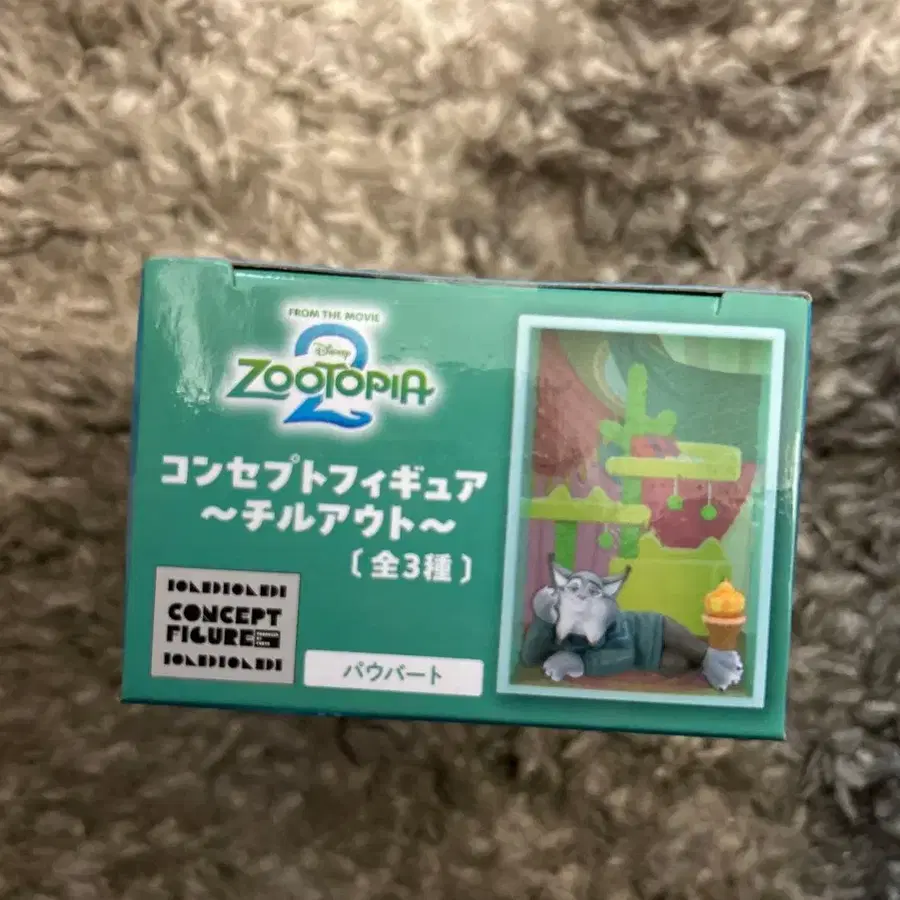 FROM THE MOVIE
Disney
ZOOTOPIA
2
コンセプトフィギュア
~チルアウト~
〔全3種〕
CONCEPT
FIGURE
パウバート